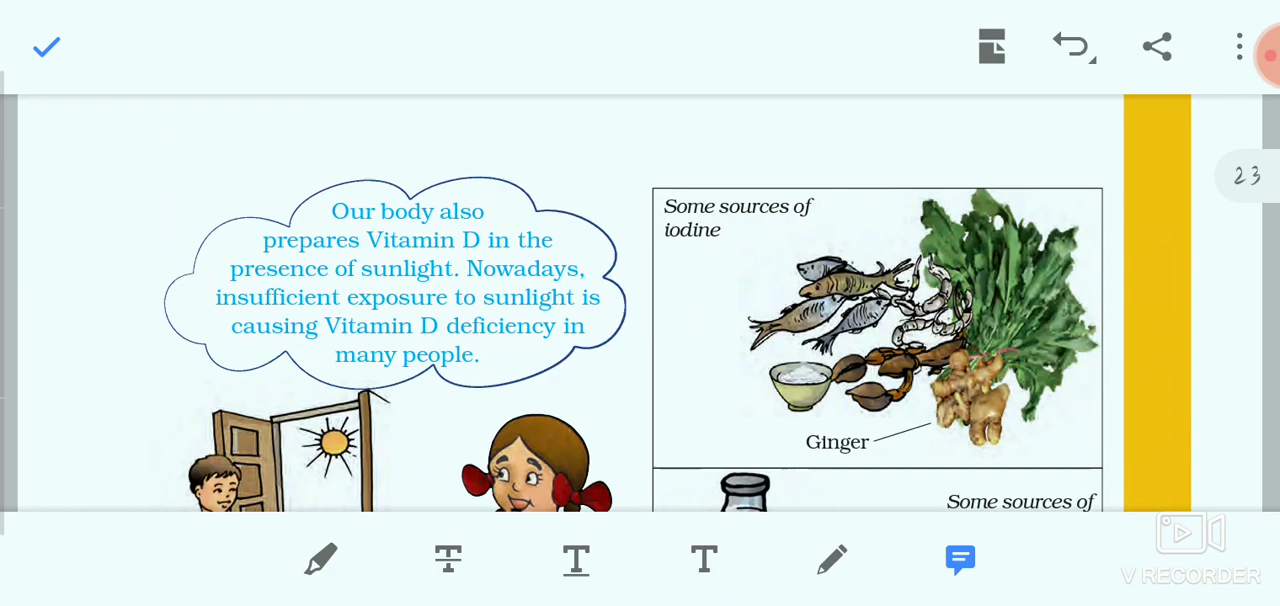 23
Our body also
prepares Vitamin D in the
presence of sunlight. Nowadays,
insufficient exposure to sunlight is
causing Vitamin D deficiency in
many people.
Some sources of
iodine
Ginger
Some sources of
T
T
T
V RECORDER